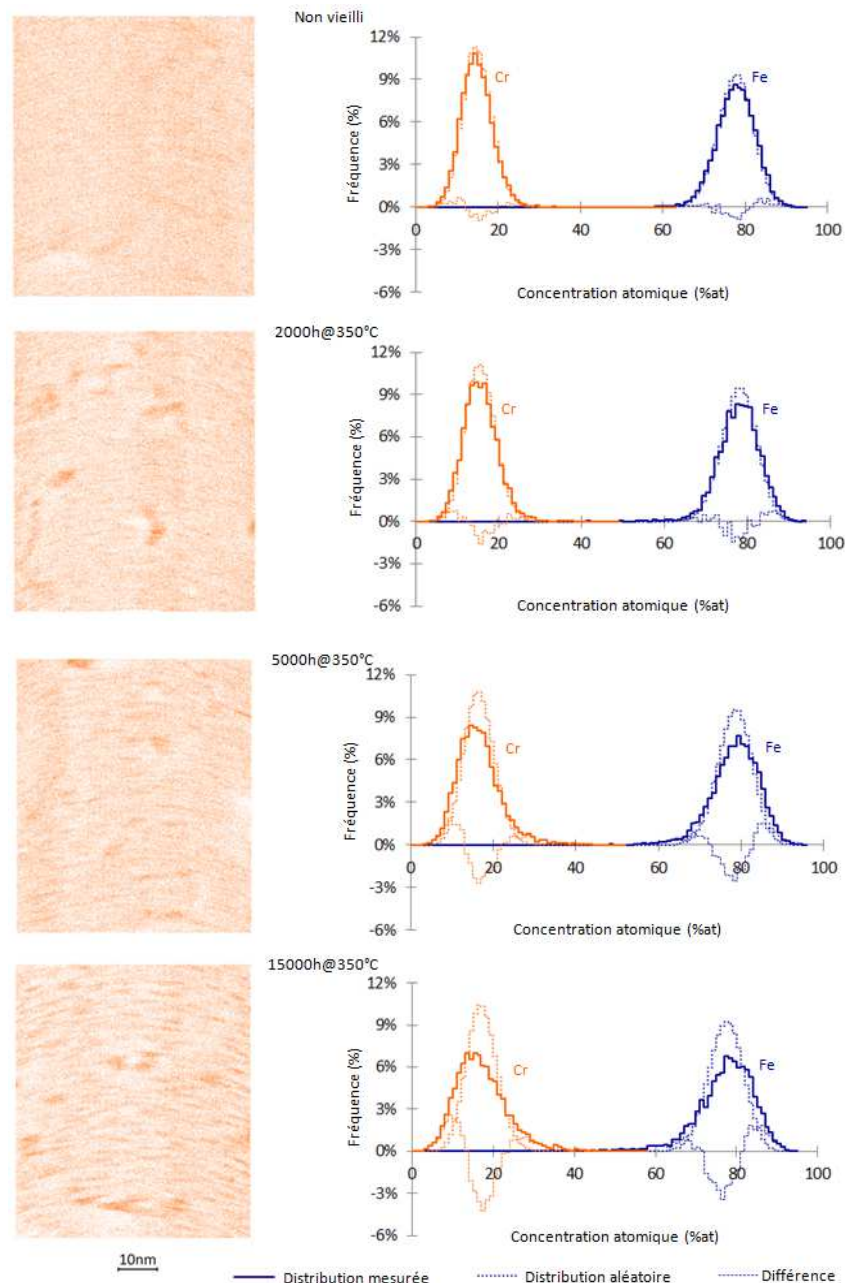 Non vieilli
12%
9%
6%
3%
0%
-3%
-6%
Fréquence (%)
Cr
Fe
0 20 40 60 80 100
Concentration atomique (%at)
2000h@350°C
12%
9%
6%
3%
0%
-3%
-6%
Fréquence (%)
Cr
Fe
0 20 40 60 80 100
Concentration atomique (%at)
5000h@350°C
12%
9%
6%
3%
0%
-3%
-6%
Fréquence (%)
Cr
Fe
0 20 40 60 80 100
Concentration atomique (%at)
15000h@350°C
12%
9%
6%
3%
0%
-3%
-6%
Fréquence (%)
Cr
Fe
0 20 40 60 80 100
Concentration atomique (%at)
10nm
Distribution mesurée Distribution aléatoire Différence